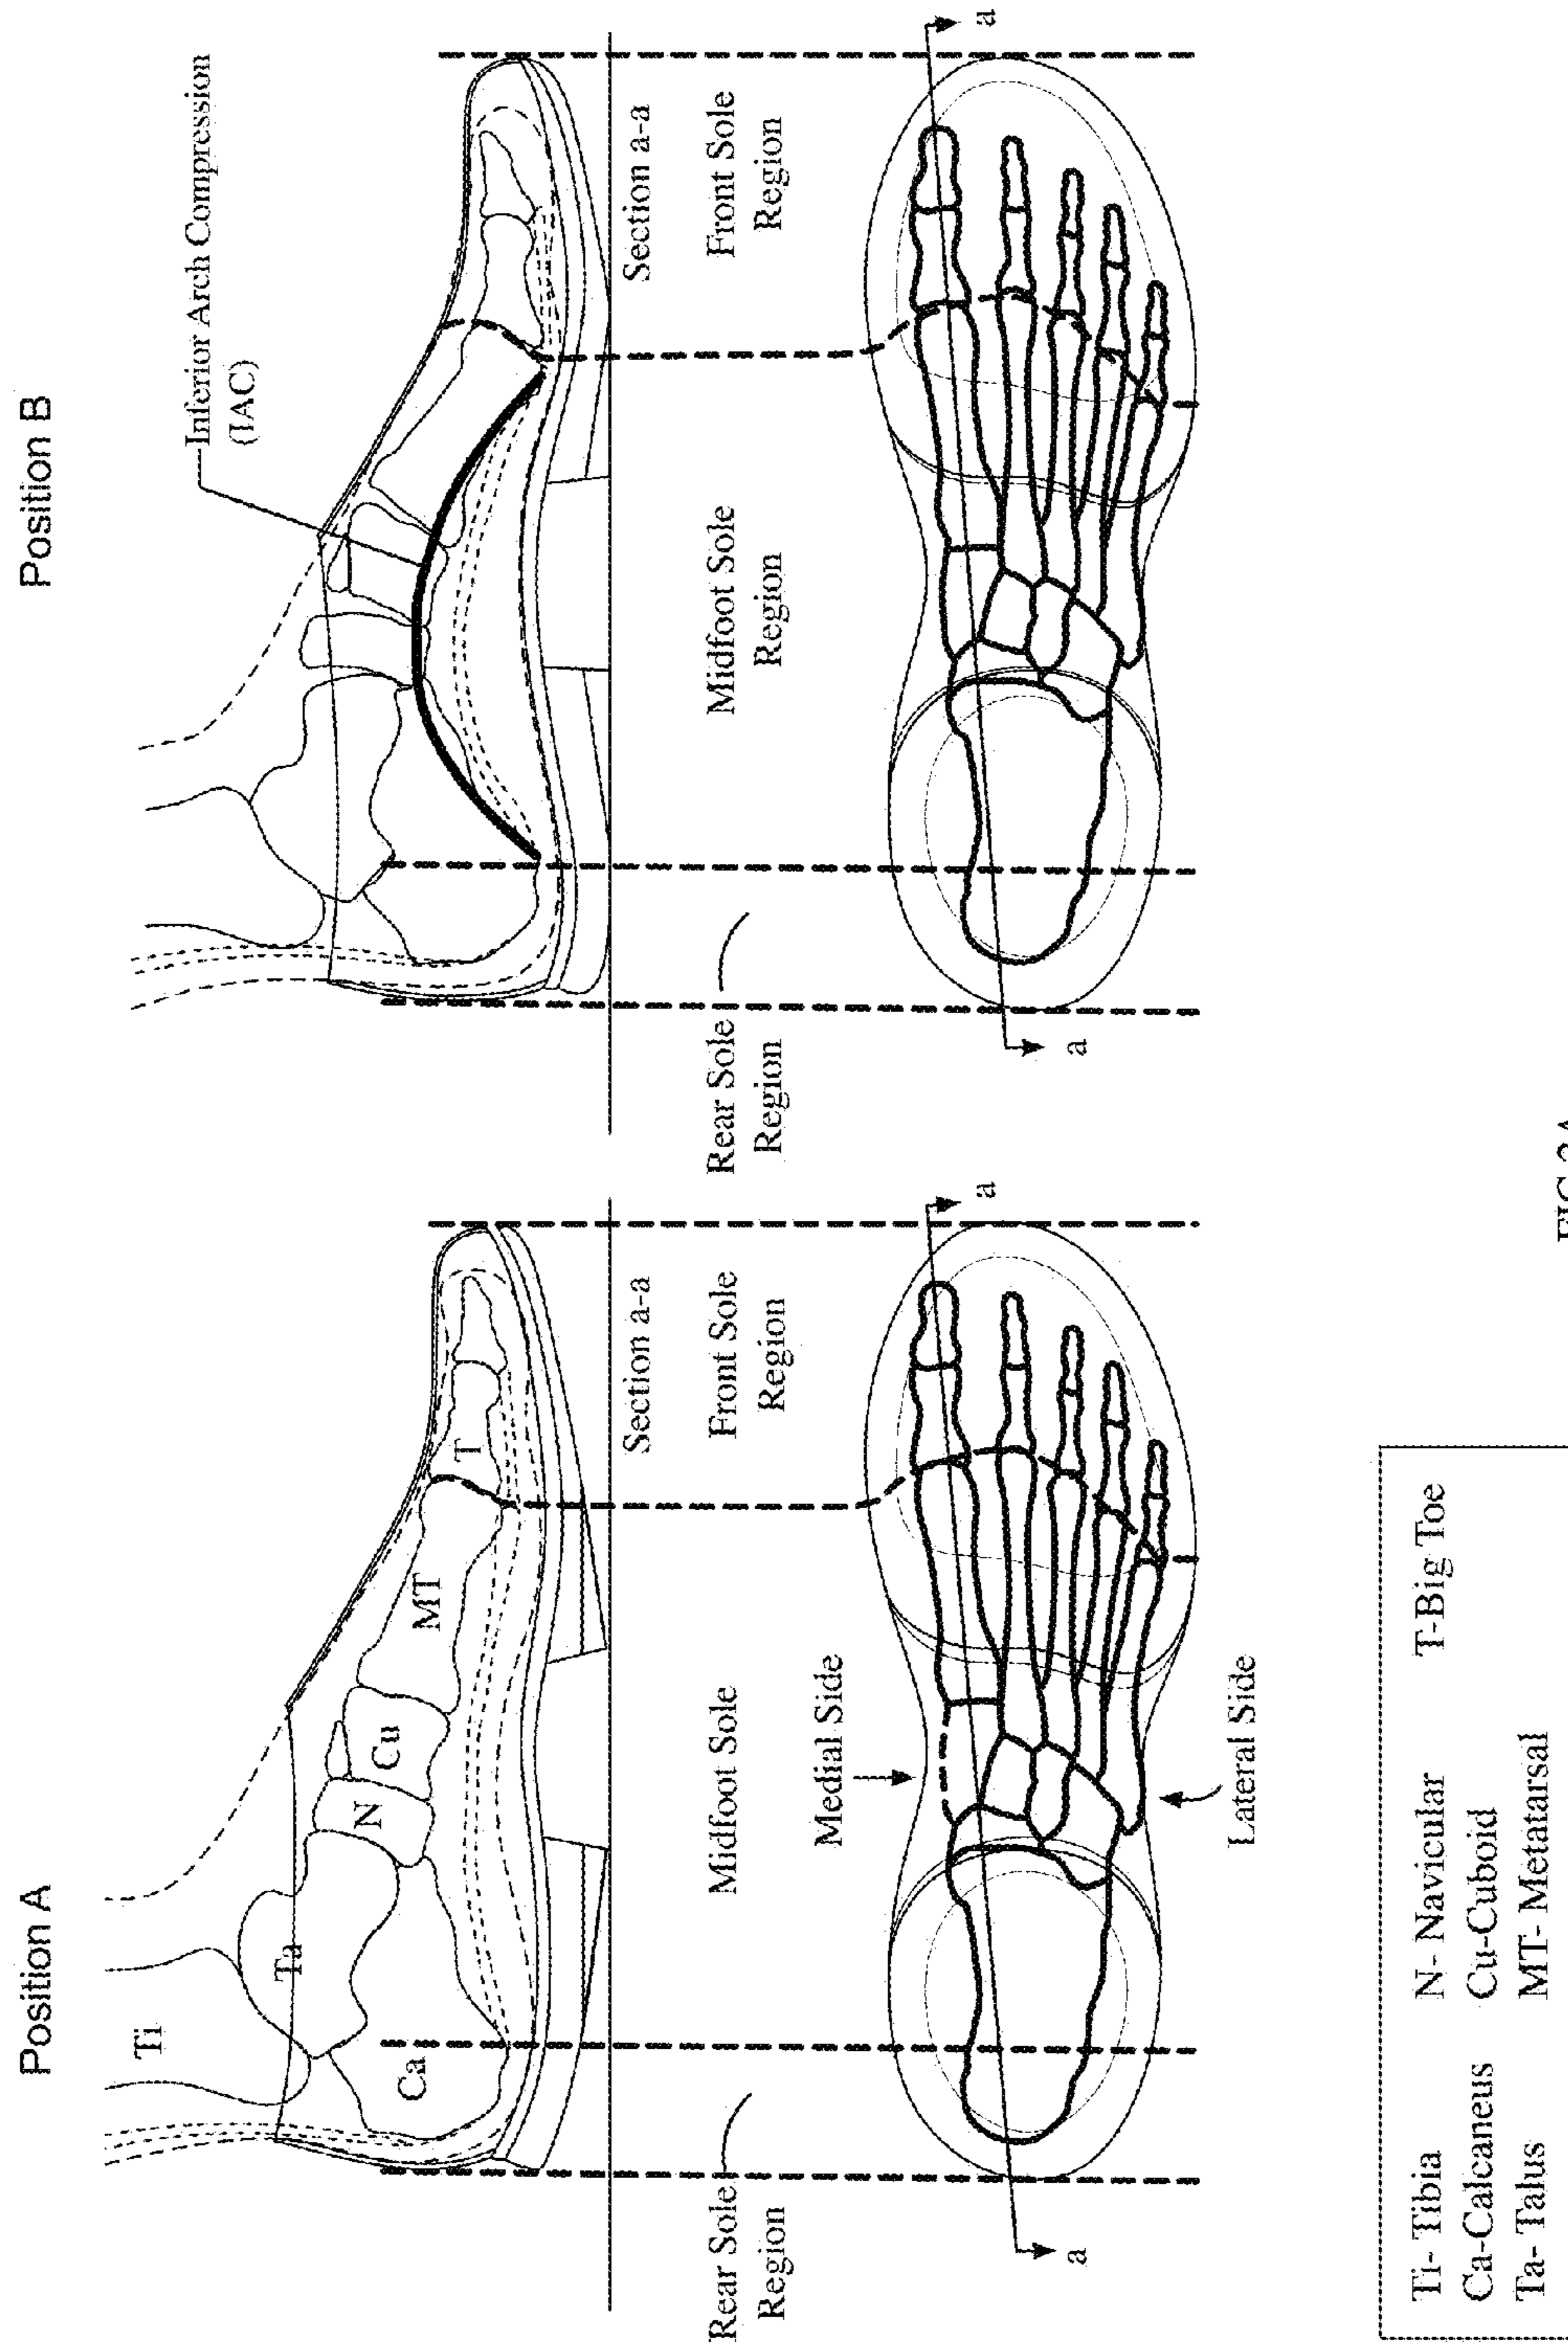 Position A
Ti
Ta
Ca
N
Cu
MT
T
Section a-a
Rear Sole
Region
Midfoot Sole
Front Sole
Region
Medial Side
Lateral Side
a
a
Position B
Inferior Arch Compression
(IAC)
Section a-a
Rear Sole
Region
Midfoot Sole
Region
Front Sole
Region
a
a
Ti- Tibia
N- Navicular
T-Big Toe
Ca-Calcaneus
Cu-Cuboid
Ta- Talus
MT- Metatarsal